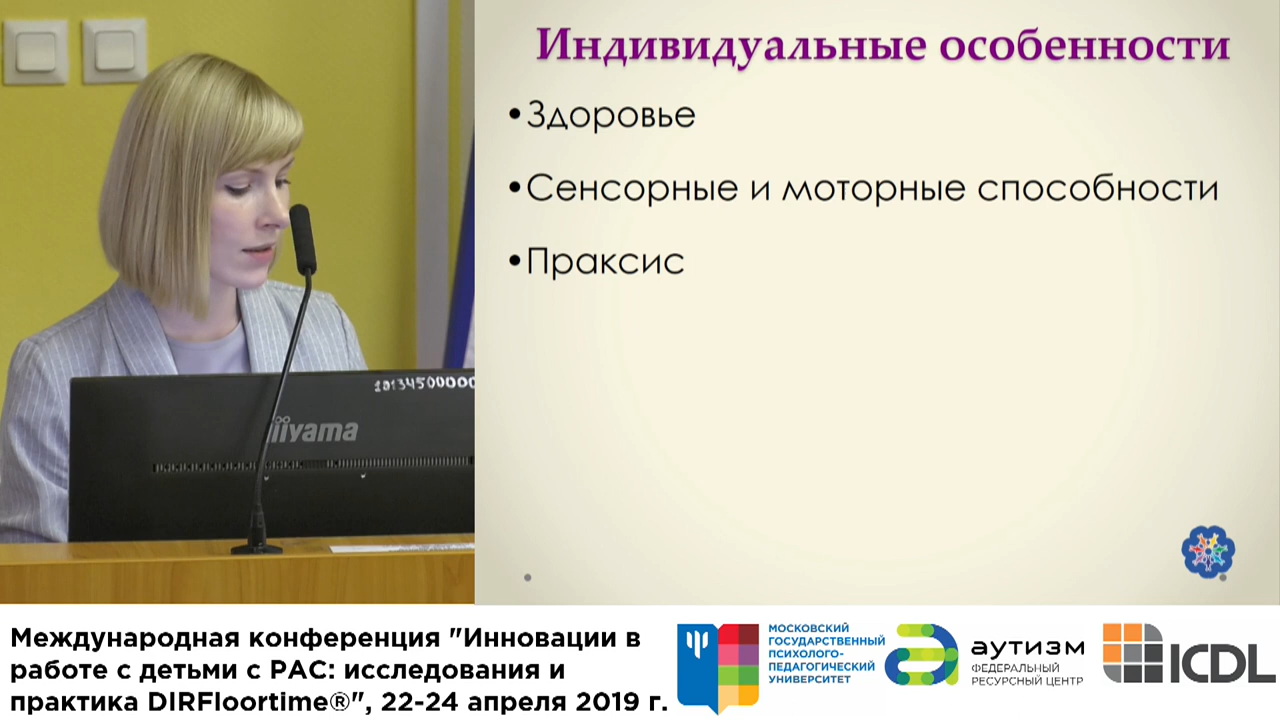 Индивидуальные особенности
•Здоровье
•Сенсорные и моторные способности
•Праксис
iiyama
Международная конференция "Инновации в
работе с детьми с РАС: исследования и
практика DIRFloortime®", 22-24 апреля 2019 г.
МОСКОВСКИЙ
ГОСУДАРСТВЕННЫЙ
ПСИХОЛОГО-
ПЕДАГОГИЧЕСКИЙ
УНИВЕРСИТЕТ
аутизм
ФЕДЕРАЛЬНЫЙ
РЕСУРСНЫЙ ЦЕНТР
ICDL